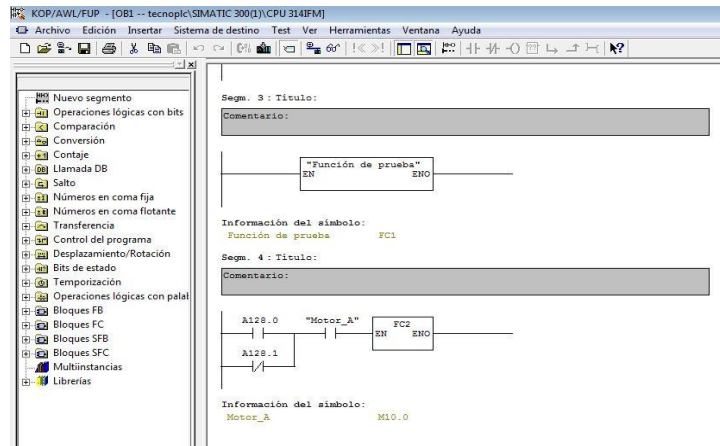 KOP/AWL/FUP - [OB1 -- tecnoplc\SIMATIC 300(1)\CPU 314IFM]
Archivo Edición Insertar Sistema de destino Test Ver Herramientas Ventana Ayuda
Nuevo segmento
Operaciones lógicas con bits
Comparación
Conversión
Contaje
Llamada DB
Salto
Números en coma fija
Números en coma flotante
Transferencia
Control del programa
Desplazamiento/Rotación
Bits de estado
Temporización
Operaciones lógicas con palal
Bloques FB
Bloques FC
Bloques SFB
Bloques SFC
Multiinstancias
Librerías
Segm. 3 : Título:
Comentario:
"Función de prueba"
EN ENO
Información del símbolo:
Función de prueba FC1
Segm. 4 : Título:
Comentario:
A128.0 "Motor_A" FC2
EN ENO
A128.1
Información del símbolo:
Motor_A M10.0